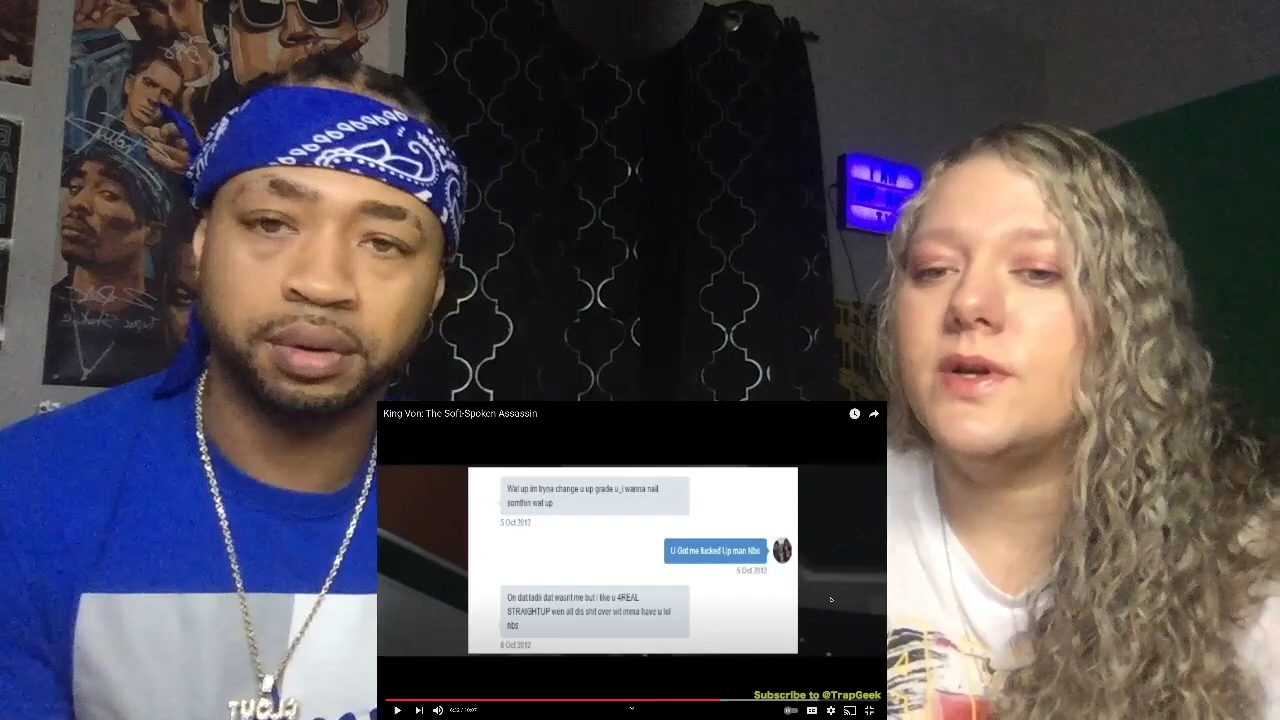 King Von: The Soft-Spoken Assassin
Wat up im tryna change u up grade u, i wanna nail
somthin wat up
5 Oct 2012
U Got me fucked Up man Nbs
5 Oct 2012
On dat kadii dat wasnt me but i like u 4REAL
STRAIGHTUP wen all dis shit over wit imma have u lol
nbs
6 Oct 2012
Subscribe to @TrapGeek